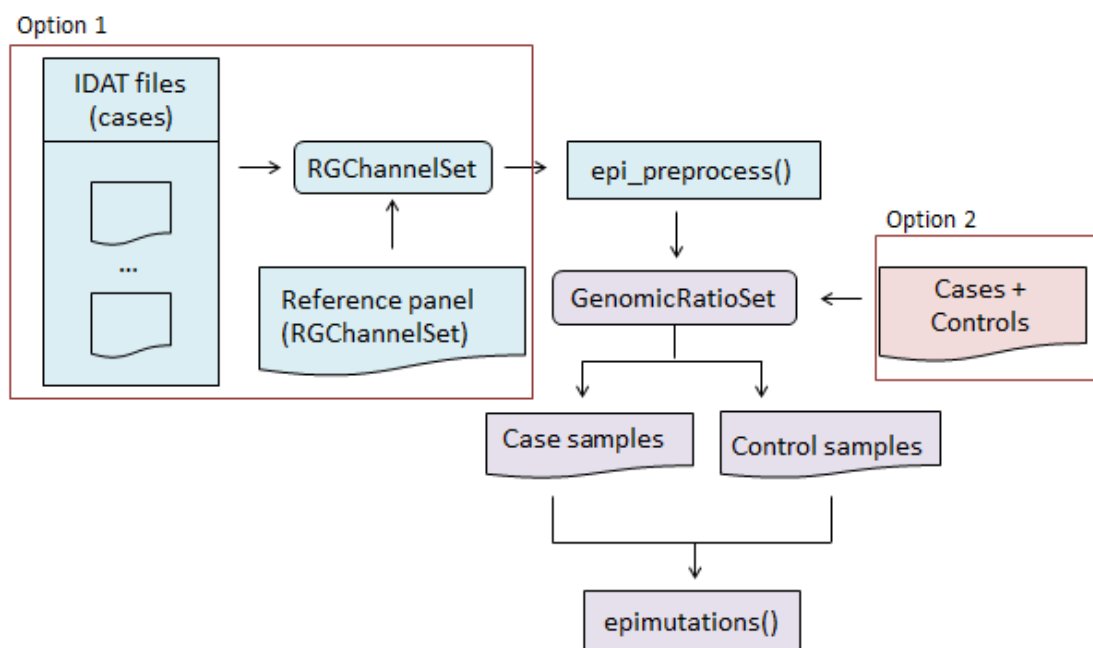 Option 1
IDAT files
(cases)
...
RGChannelSet
epi_preprocess()
Reference panel
(RGChannelSet)
Option 2
Cases +
Controls
GenomicRatioSet
Case samples
Control samples
epimutations()